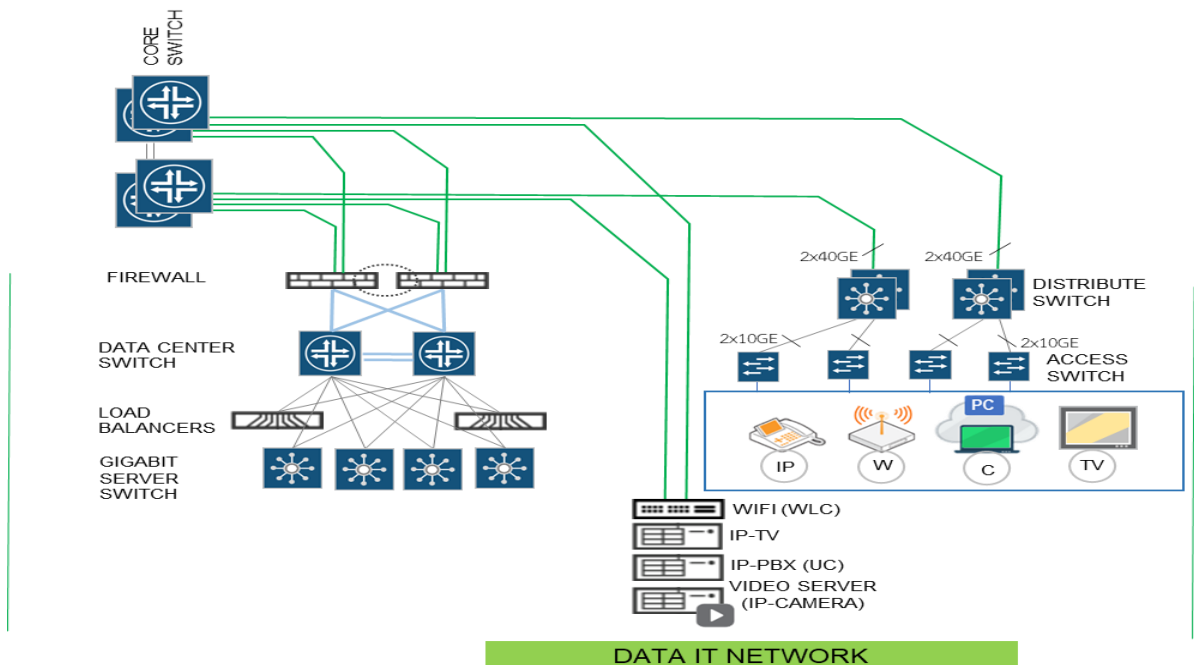 CORE
SWITCH
2x40GE
2x40GE
FIREWALL
DISTRIBUTE
SWITCH
2x10GE
2x10GE
DATA CENTER
SWITCH
ACCESS
SWITCH
LOAD
BALANCERS
PC
GIGABIT
SERVER
SWITCH
IP
W
C
TV
WIFI (WLC)
IP-TV
IP-PBX (UC)
VIDEO SERVER
(IP-CAMERA)
DATA IT NETWORK